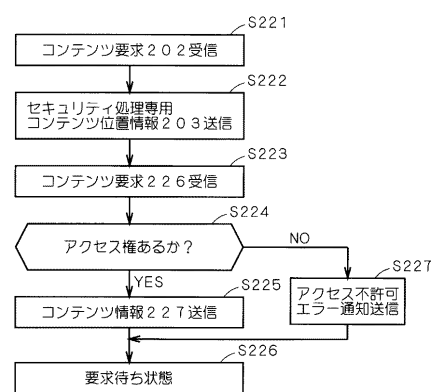 S221
コンテンツ要求２０２受信
S222
セキュリティ処理専用
コンテンツ位置情報２０３送信
S223
コンテンツ要求２２６受信
S224
アクセス権あるか？
NO
YES
S225
コンテンツ情報２２７送信
S227
アクセス不許可
エラー通知送信
S226
要求待ち状態